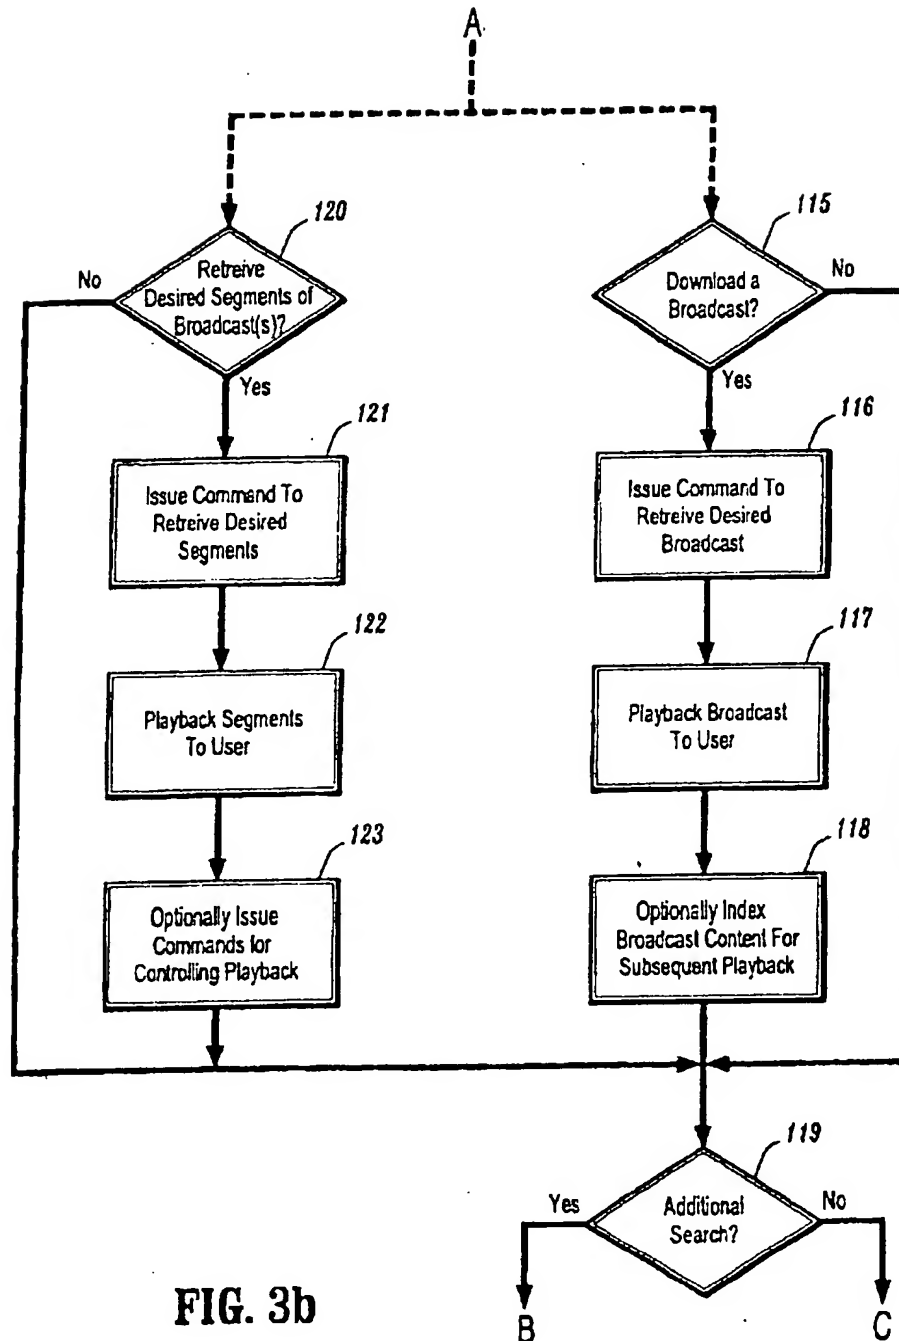 A
120
No
Retreive
Desired Segments of
Broadcast(s)?
Yes
121
Issue Command To
Retreive Desired
Segments
122
Playback Segments
To User
123
Optionally Issue
Commands for
Controlling Playback
115
No
Download a
Broadcast?
Yes
116
Issue Command To
Retreive Desired
Broadcast
117
Playback Broadcast
To User
118
Optionally Index
Broadcast Content For
Subsequent Playback
119
Yes
Additional
Search?
No
B
C
FIG. 3b